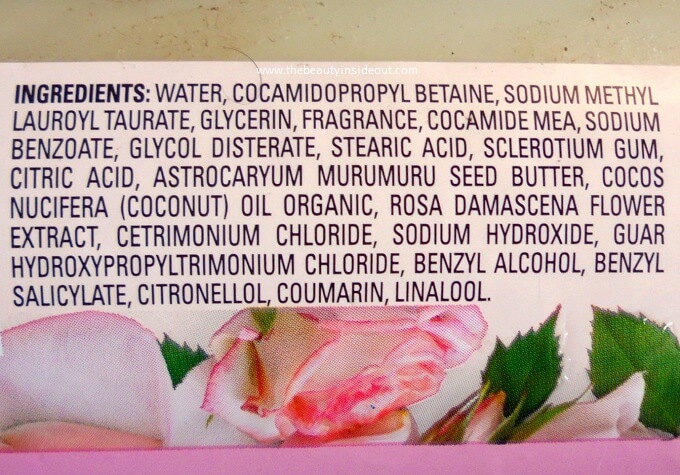 www.thebeautyinsideout.com
INGREDIENTS: WATER, COCAMIDOPROPYL BETAINE, SODIUM METHYL
LAUROYL TAURATE, GLYCERIN, FRAGRANCE, COCAMIDE MEA, SODIUM
BENZOATE, GLYCOL DISTERATE, STEARIC ACID, SCLEROTIUM GUM,
CITRIC ACID, ASTROCARYUM MURUMURU SEED BUTTER, COCOS
NUCIFERA (COCONUT) OIL ORGANIC, ROSA DAMASCENA FLOWER
EXTRACT, CETRIMONIUM CHLORIDE, SODIUM HYDROXIDE, GUAR
HYDROXYPROPYLTRIMONIUM CHLORIDE, BENZYL ALCOHOL, BENZYL
SALICYLATE, CITRONELLOL, COUMARIN, LINALOOL.